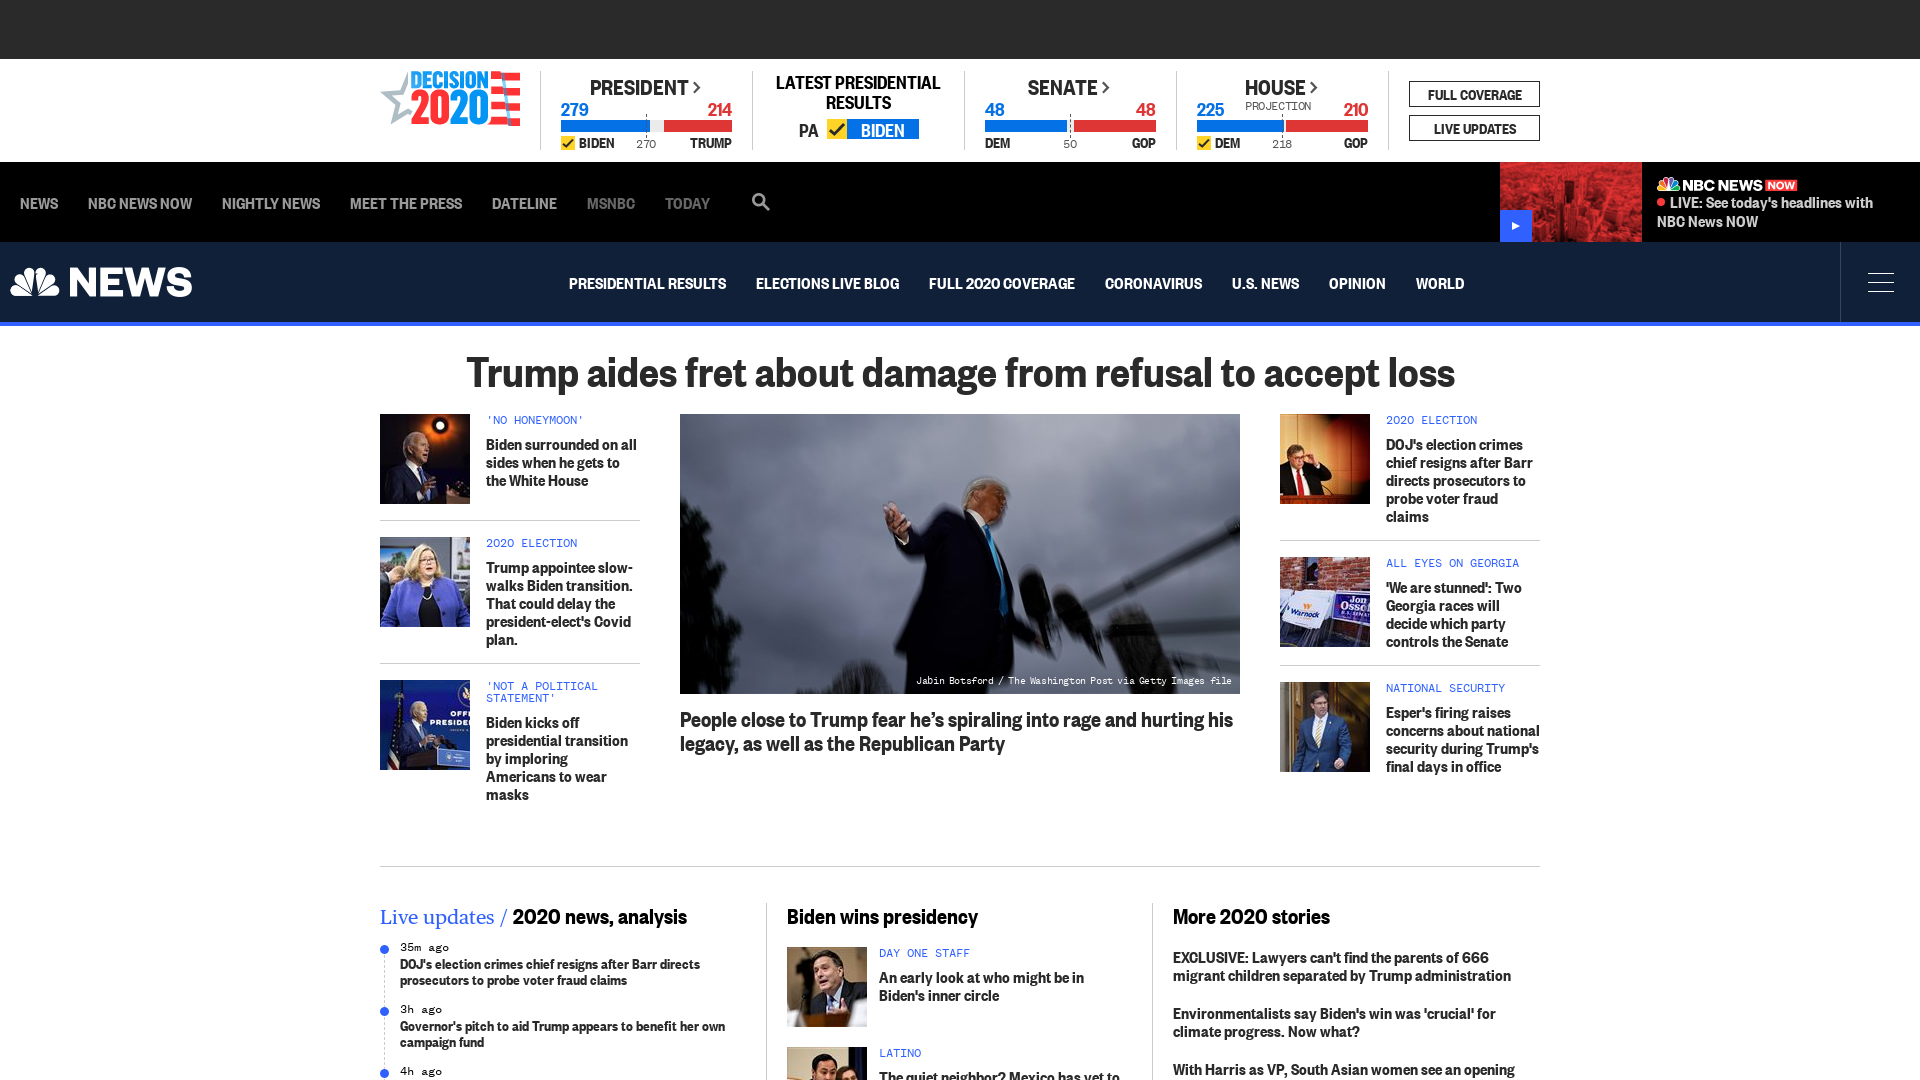 DECISION
2020
PRESIDENT
279 214
BIDEN 270 TRUMP
LATEST PRESIDENTIAL
RESULTS
PA BIDEN
SENATE
48 48
DEM 50 GOP
HOUSE
225 PROJECTION 210
DEM 218 GOP
FULL COVERAGE
LIVE UPDATES
NEWS NBC NEWS NOW NIGHTLY NEWS MEET THE PRESS DATELINE MSNBC TODAY
NBC NEWS NOW
LIVE: See today's headlines with
NBC News NOW
NEWS
PRESIDENTIAL RESULTS ELECTIONS LIVE BLOG FULL 2020 COVERAGE CORONAVIRUS U.S. NEWS OPINION WORLD
Trump aides fret about damage from refusal to accept loss
'NO HONEYMOON'
Biden surrounded on all
sides when he gets to
the White House
2020 ELECTION
Trump appointee slow-
walks Biden transition.
That could delay the
president-elect's Covid
plan.
'NOT A POLITICAL
STATEMENT'
Biden kicks off
presidential transition
by imploring
Americans to wear
masks
Jabin Botsford / The Washington Post via Getty Images file
People close to Trump fear he’s spiraling into rage and hurting his
legacy, as well as the Republican Party
2020 ELECTION
DOJ's election crimes
chief resigns after Barr
directs prosecutors to
probe voter fraud
claims
ALL EYES ON GEORGIA
'We are stunned': Two
Georgia races will
decide which party
controls the Senate
Warnock
Jon
NATIONAL SECURITY
Esper's firing raises
concerns about national
security during Trump's
final days in office
Live updates / 2020 news, analysis
35m ago
DOJ's election crimes chief resigns after Barr directs
prosecutors to probe voter fraud claims
3h ago
Governor's pitch to aid Trump appears to benefit her own
campaign fund
4h ago
Biden wins presidency
DAY ONE STAFF
An early look at who might be in
Biden's inner circle
LATINO
The quiet neighbor? Mexico has yet to
More 2020 stories
EXCLUSIVE: Lawyers can't find the parents of 666
migrant children separated by Trump administration
Environmentalists say Biden's win was 'crucial' for
climate progress. Now what?
With Harris as VP, South Asian women see an opening